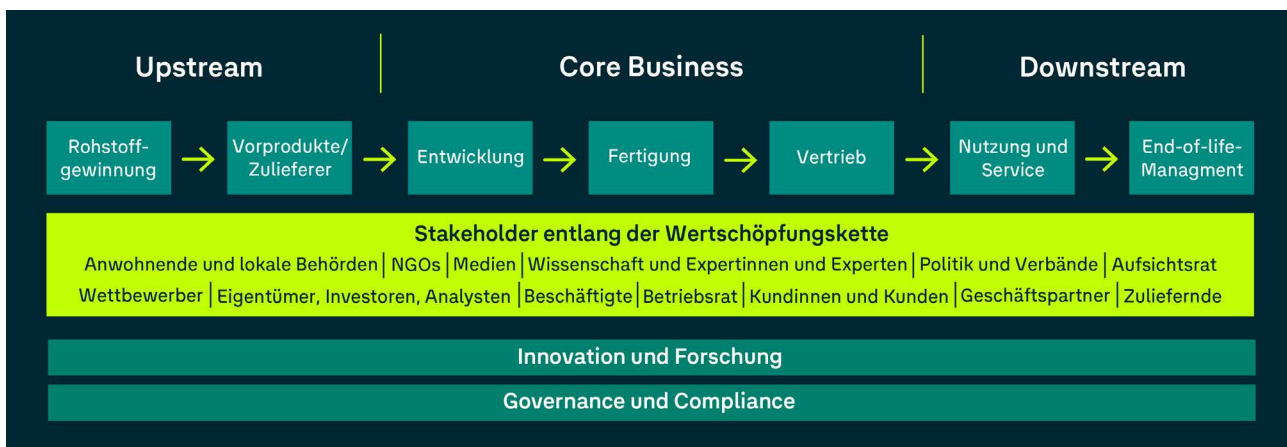 Upstream
Core Business
Downstream
Rohstoff-
gewinnung
Vorprodukte/
Zulieferer
Entwicklung
Fertigung
Vertrieb
Nutzung und
Service
End-of-life-
Managment
Stakeholder entlang der Wertschöpfungskette
Anwohnende und lokale Behörden | NGOs | Medien | Wissenschaft und Expertinnen und Experten | Politik und Verbände | Aufsichtsrat
Wettbewerber | Eigentümer, Investoren, Analysten | Beschäftigte | Betriebsrat | Kundinnen und Kunden | Geschäftspartner | Zuliefernde
Innovation und Forschung
Governance und Compliance